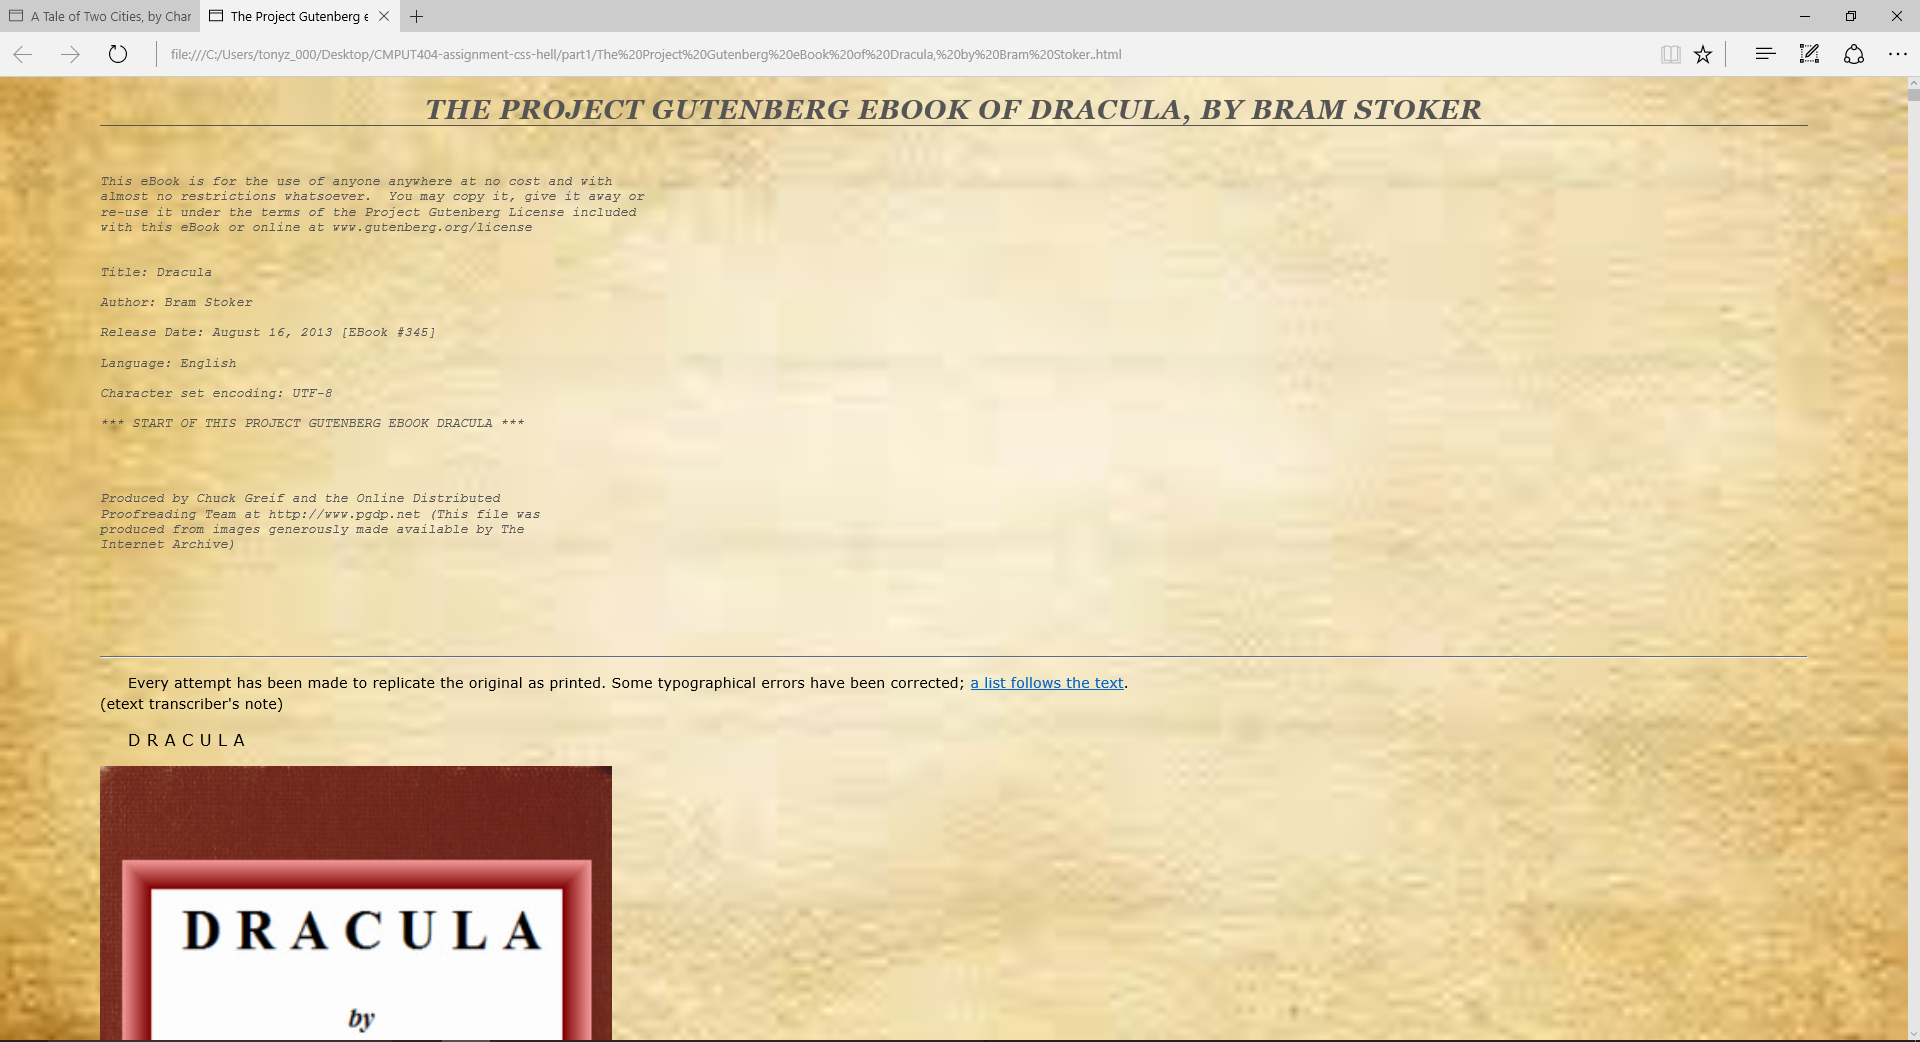 A Tale of Two Cities, by Char
The Project Gutenberg e
file:///C:/Users/tonyz_000/Desktop/CMPUT404-assignment-css-hell/part1/The%20Project%20Gutenberg%20eBook%20of%20Dracula,%20by%20Bram%20Stoker..html
THE PROJECT GUTENBERG EBOOK OF DRACULA, BY BRAM STOKER
This eBook is for the use of anyone anywhere at no cost and with
almost no restrictions whatsoever.  You may copy it, give it away or
re-use it under the terms of the Project Gutenberg License included
with this eBook or online at www.gutenberg.org/license
Title: Dracula
Author: Bram Stoker
Release Date: August 16, 2013 [EBook #345]
Language: English
Character set encoding: UTF-8
*** START OF THIS PROJECT GUTENBERG EBOOK DRACULA ***
Produced by Chuck Greif and the Online Distributed
Proofreading Team at http://www.pgdp.net (This file was
produced from images generously made available by The
Internet Archive)
Every attempt has been made to replicate the original as printed. Some typographical errors have been corrected; a list follows the text.
(etext transcriber's note)
D R A C U L A
D R A C U L A
by